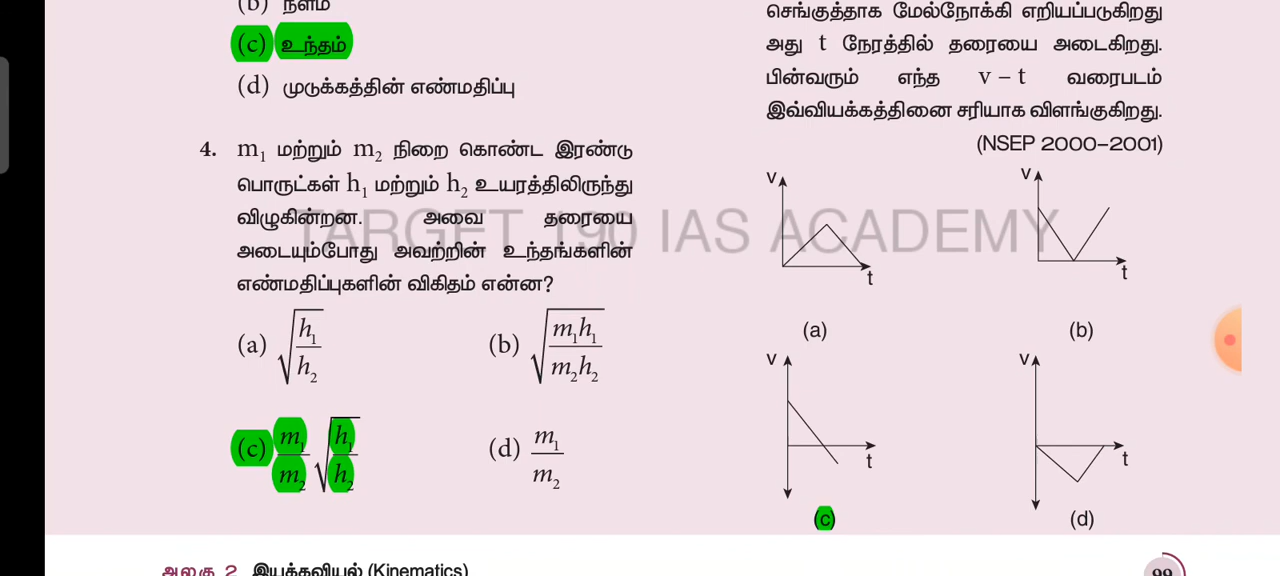 (b) நீளம்
(c) உந்தம்
(d) முடுக்கத்தின் எண்மதிப்பு
4. m₁ மற்றும் m₂ நிறை கொண்ட இரண்டு
பொருட்கள் h₁ மற்றும் h₂ உயரத்திலிருந்து
விழுகின்றன. அவை தரையை
அடையும்போது அவற்றின் உந்தங்களின்
எண்மதிப்புகளின் விகிதம் என்ன?
(a) √(h₁/h₂)
(b) √(m₁h₁/m₂h₂)
(c) m₁/m₂ √(h₁/h₂)
(d) m₁/m₂
செங்குத்தாக மேல்நோக்கி எறியப்படுகிறது
அது t நேரத்தில் தரையை அடைகிறது.
பின்வரும் எந்த v – t வரைபடம்
இவ்வியக்கத்தினை சரியாக விளங்குகிறது.
(NSEP 2000–2001)
v t
v t
(a) (b)
v t
v t
(c) (d)
TARGET 190 IAS ACADEMY
அலகு 2 இயக்கவியல் (Kinematics)
99